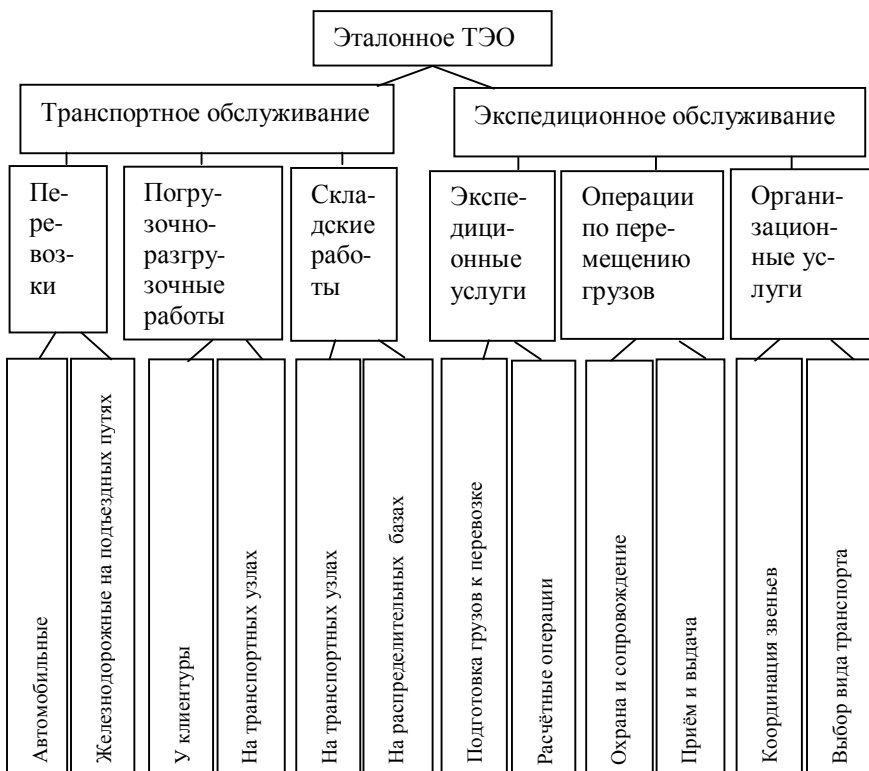 Эталонное ТЭО
Транспортное обслуживание
Экспедиционное обслуживание
Пе-
ре-
воз-
ки
Погру-
зочно-
разгру-
зочные
работы
Скла-
дские
рабо-
ты
Экспе-
дици-
онные
услуги
Операции
по пере-
мещению
грузов
Органи-
зацион-
ные ус-
луги
Автомобильные
Железнодорожные на подъездных путях
У клиентуры
На транспортных узлах
На транспортных узлах
На распределительных базах
Подготовка грузов к перевозке
Расчётные операции
Охрана и сопровождение
Приём и выдача
Координация звеньев
Выбор вида транспорта